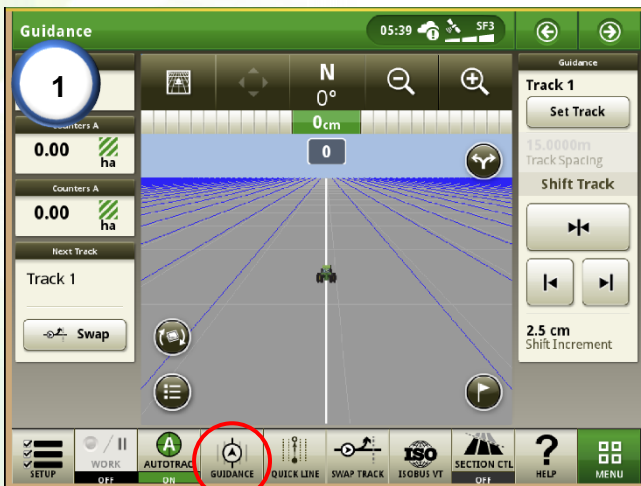 Guidance
05:39
SF3
1
N
0°
0cm
0
Counters A
0.00
ha
Counters A
0.00
ha
Next Track
Track 1
Swap
Guidance
Track 1
Set Track
15.0000m
Track Spacing
Shift Track
2.5 cm
Shift Increment
SETUP
WORK
OFF
A
AUTOTRAC
ON
GUIDANCE
QUICK LINE
SWAP TRACK
ISO
ISOBUS VT
SECTION CTL
OFF
?
HELP
MENU